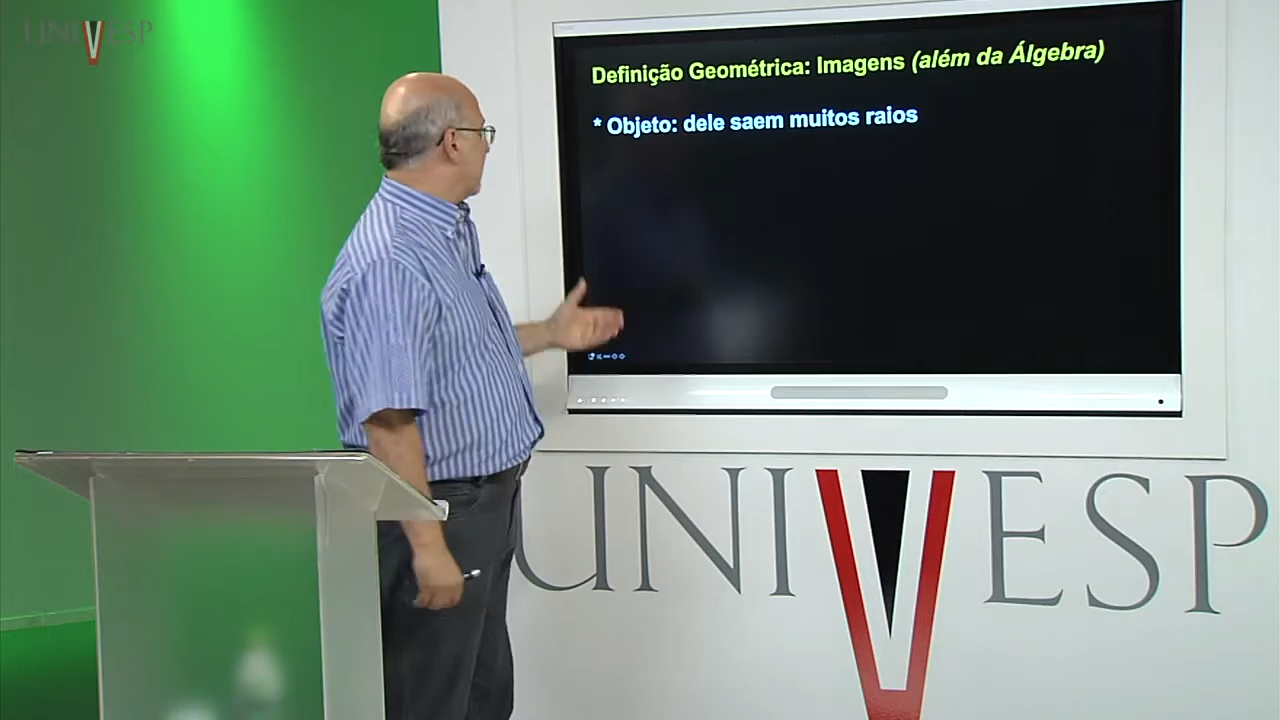 UNIVESP
Definição Geométrica: Imagens (além da Álgebra)
* Objeto: dele saem muitos raios
UNIVESP